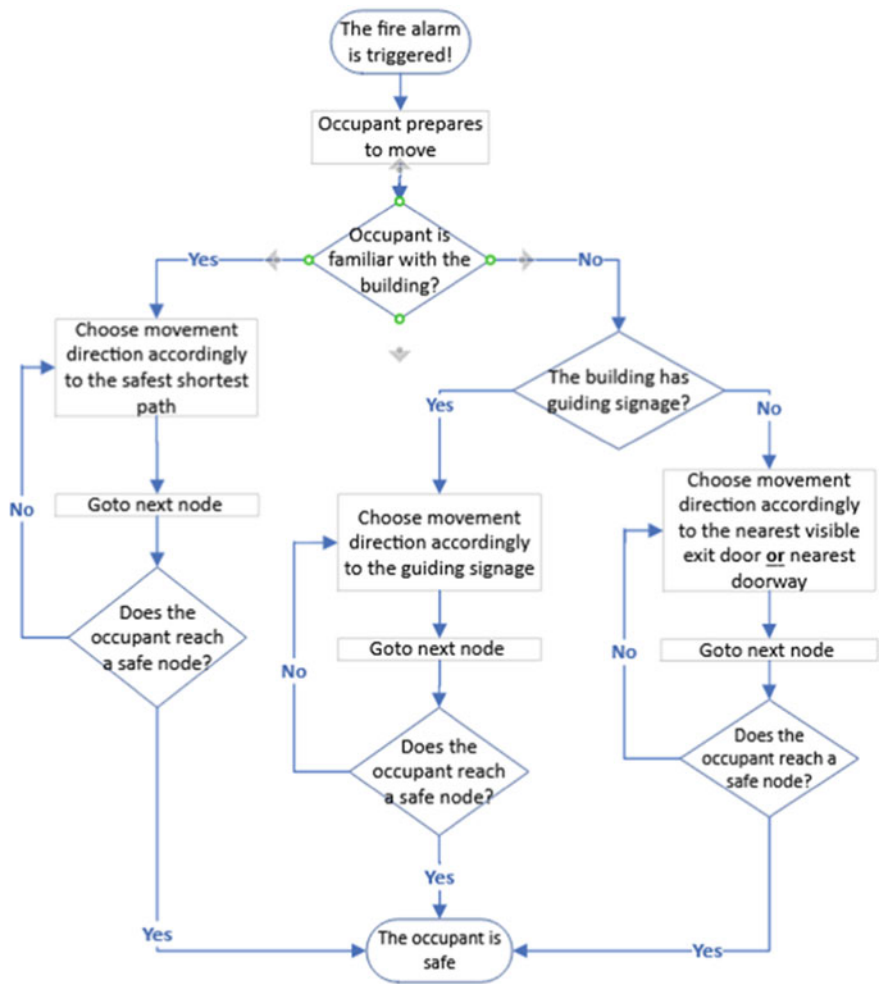 The fire alarm
is triggered!
Occupant prepares
to move
Occupant is
familiar with the
building?
Yes
No
Choose movement
direction accordingly
to the safest shortest
path
Goto next node
Does the
occupant reach
a safe node?
No
Yes
The building has
guiding signage?
Yes
No
Choose movement
direction accordingly
to the guiding signage
Goto next node
Does the
occupant reach
a safe node?
No
Yes
Choose movement
direction accordingly
to the nearest visible
exit door or nearest
doorway
Goto next node
Does the
occupant reach a
safe node?
No
Yes
The occupant is
safe